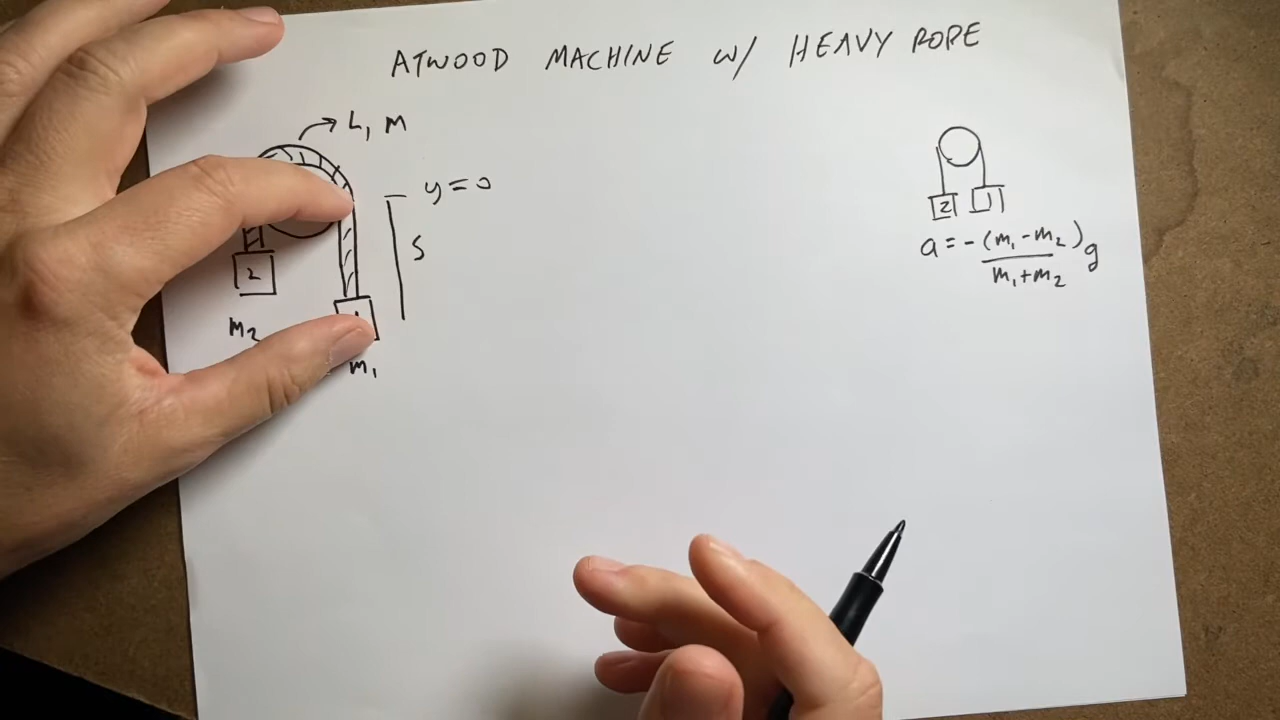 ATWOOD MACHINE W/ HEAVY ROPE
L, M
y=0
S
2
m₂
m₁
2 1
a = - (m₁-m₂)g
m₁+m₂